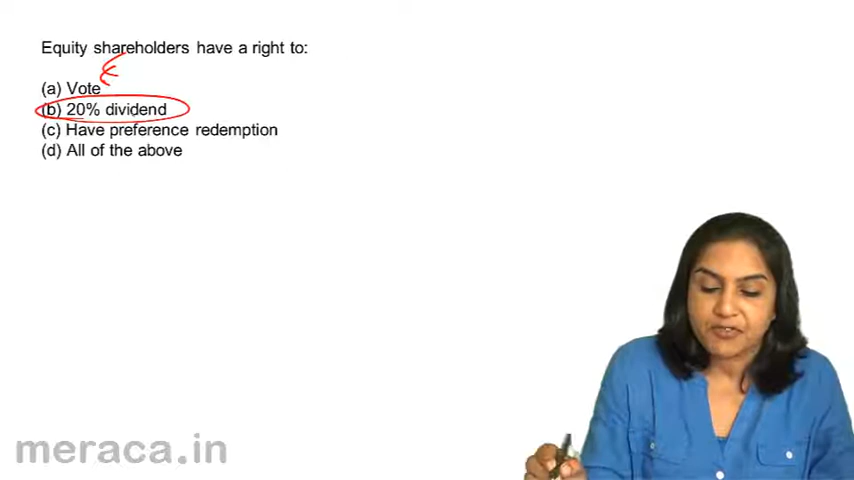 Equity shareholders have a right to:
(a) Vote
(b) 20% dividend
(c) Have preference redemption
(d) All of the above
meraca.in